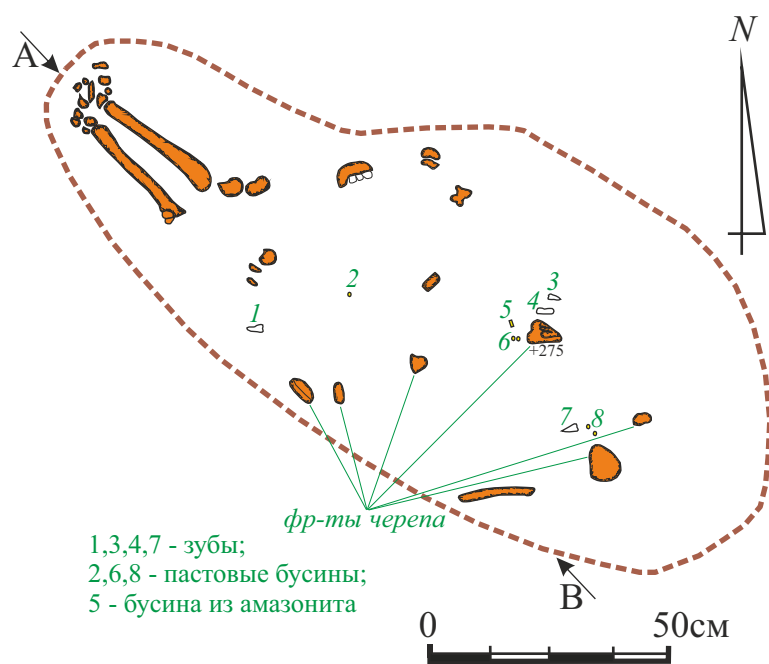 A
N
2
3
4
5
1
6
+275
7
8
фр-ты черепа
1,3,4,7 - зубы;
2,6,8 - пастовые бусины;
5 - бусина из амазонита
B
0
50см